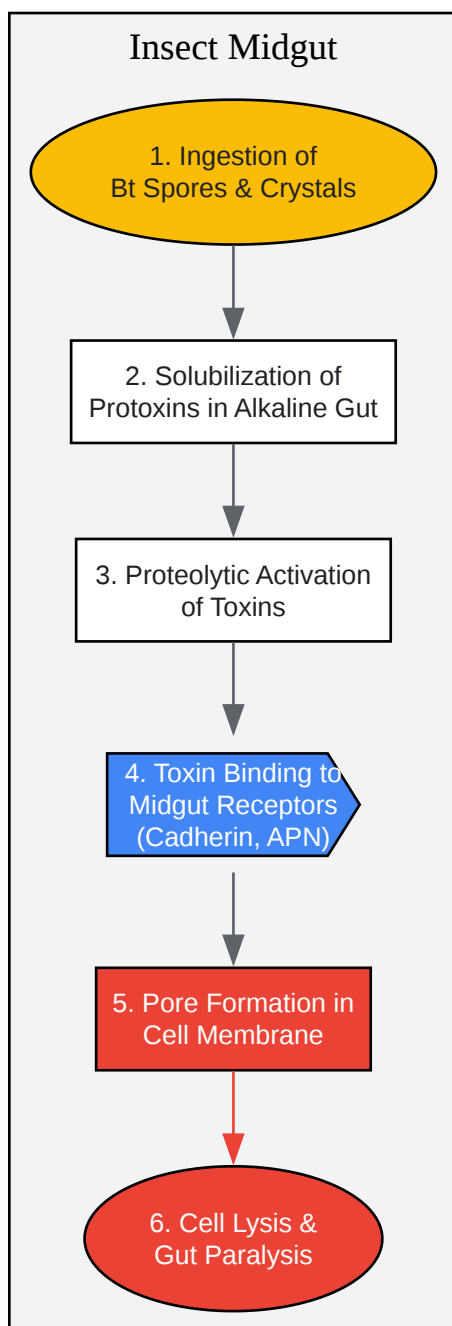 Insect Midgut
1. Ingestion of
Bt Spores & Crystals
2. Solubilization of
Protoxins in Alkaline Gut
3. Proteolytic Activation
of Toxins
4. Toxin Binding to
Midgut Receptors
(Cadherin, APN)
5. Pore Formation in
Cell Membrane
6. Cell Lysis &
Gut Paralysis